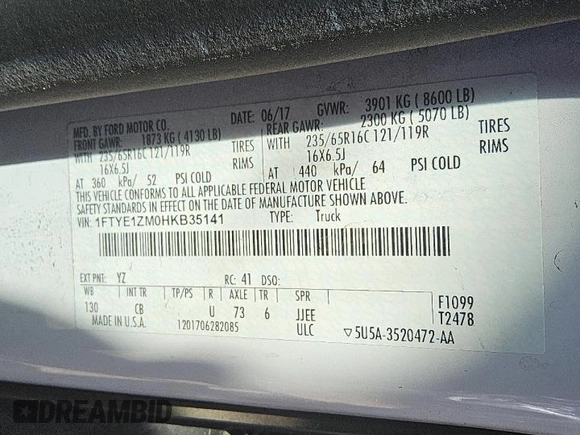 MFD. BY FORD MOTOR CO.
DATE: 06/17 GVWR: 3901 KG ( 8600 LB)
FRONT GAWR: 1873 KG ( 4130 LB)
REAR GAWR: 2300 KG ( 5070 LB)
WITH 235/65R16C 121/119R TIRES
WITH 235/65R16C 121/119R TIRES
16X6.5J RIMS
16X6.5J RIMS
AT 360 kPa/ 52 PSI COLD
AT 440 kPa/ 64 PSI COLD
THIS VEHICLE CONFORMS TO ALL APPLICABLE FEDERAL MOTOR VEHICLE
SAFETY STANDARDS IN EFFECT ON THE DATE OF MANUFACTURE SHOWN ABOVE.
VIN: 1FTYE1ZM0HKB35141
TYPE: Truck
EXT PNT: YZ RC: 41 DSO:
WB INT TR TP/PS R AXLE TR SPR
130 CB U 73 6 JJEE
F1099
T2478
MADE IN U.S.A. 1201706282085 ULC
▽5U5A-3520472-AA
DREAMBID